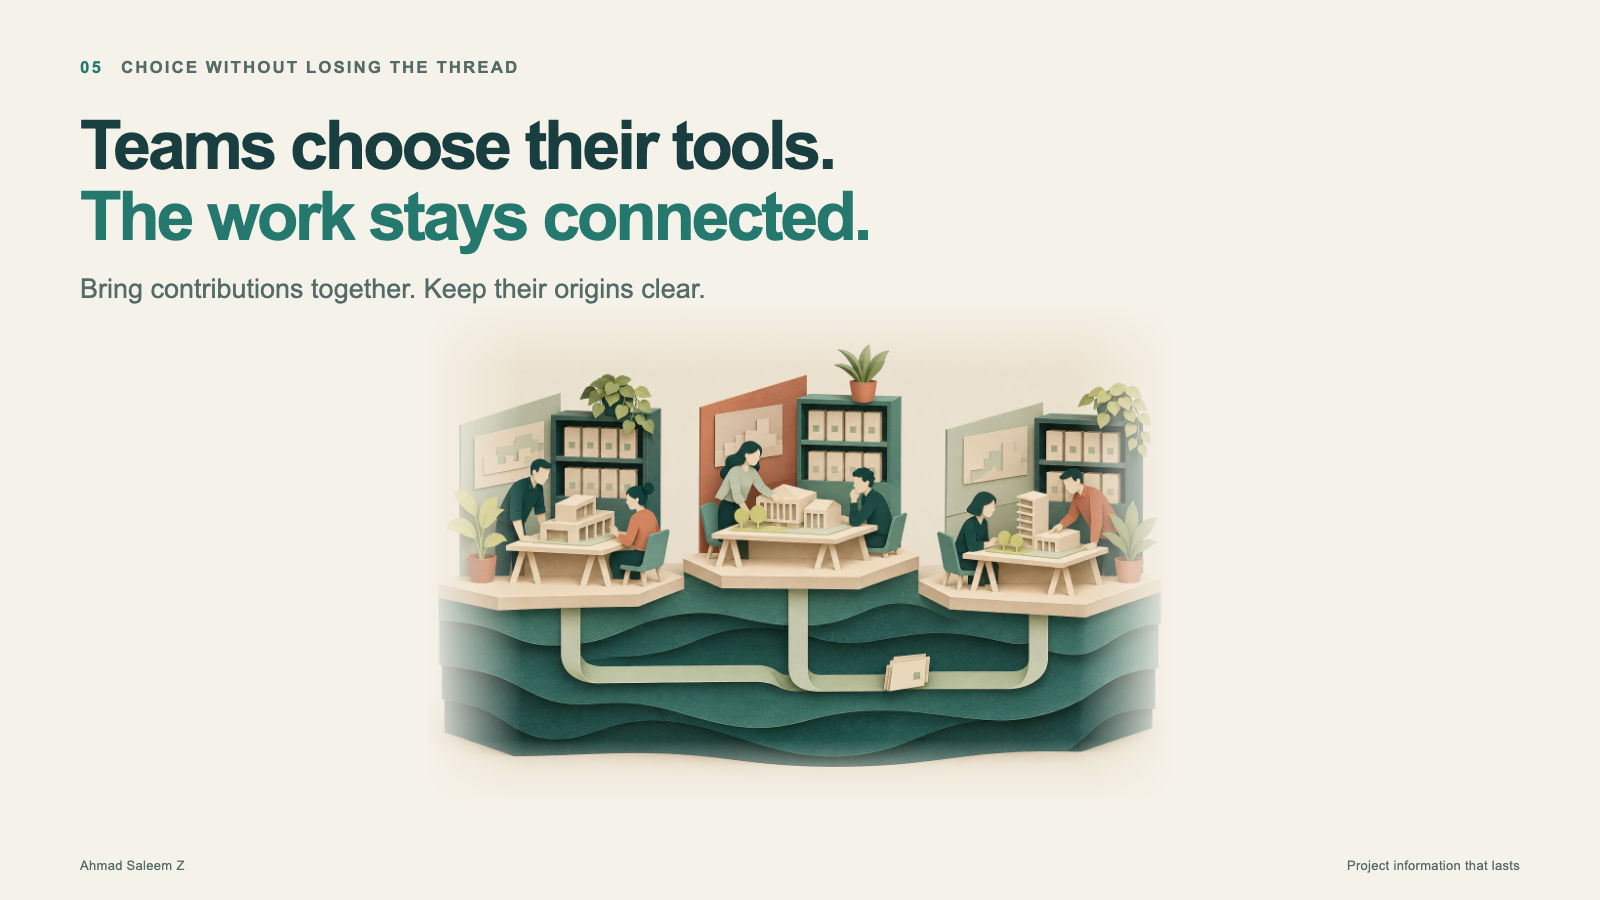 05 CHOICE WITHOUT LOSING THE THREAD
Teams choose their tools.
The work stays connected.
Bring contributions together. Keep their origins clear.
Ahmad Saleem Z
Project information that lasts